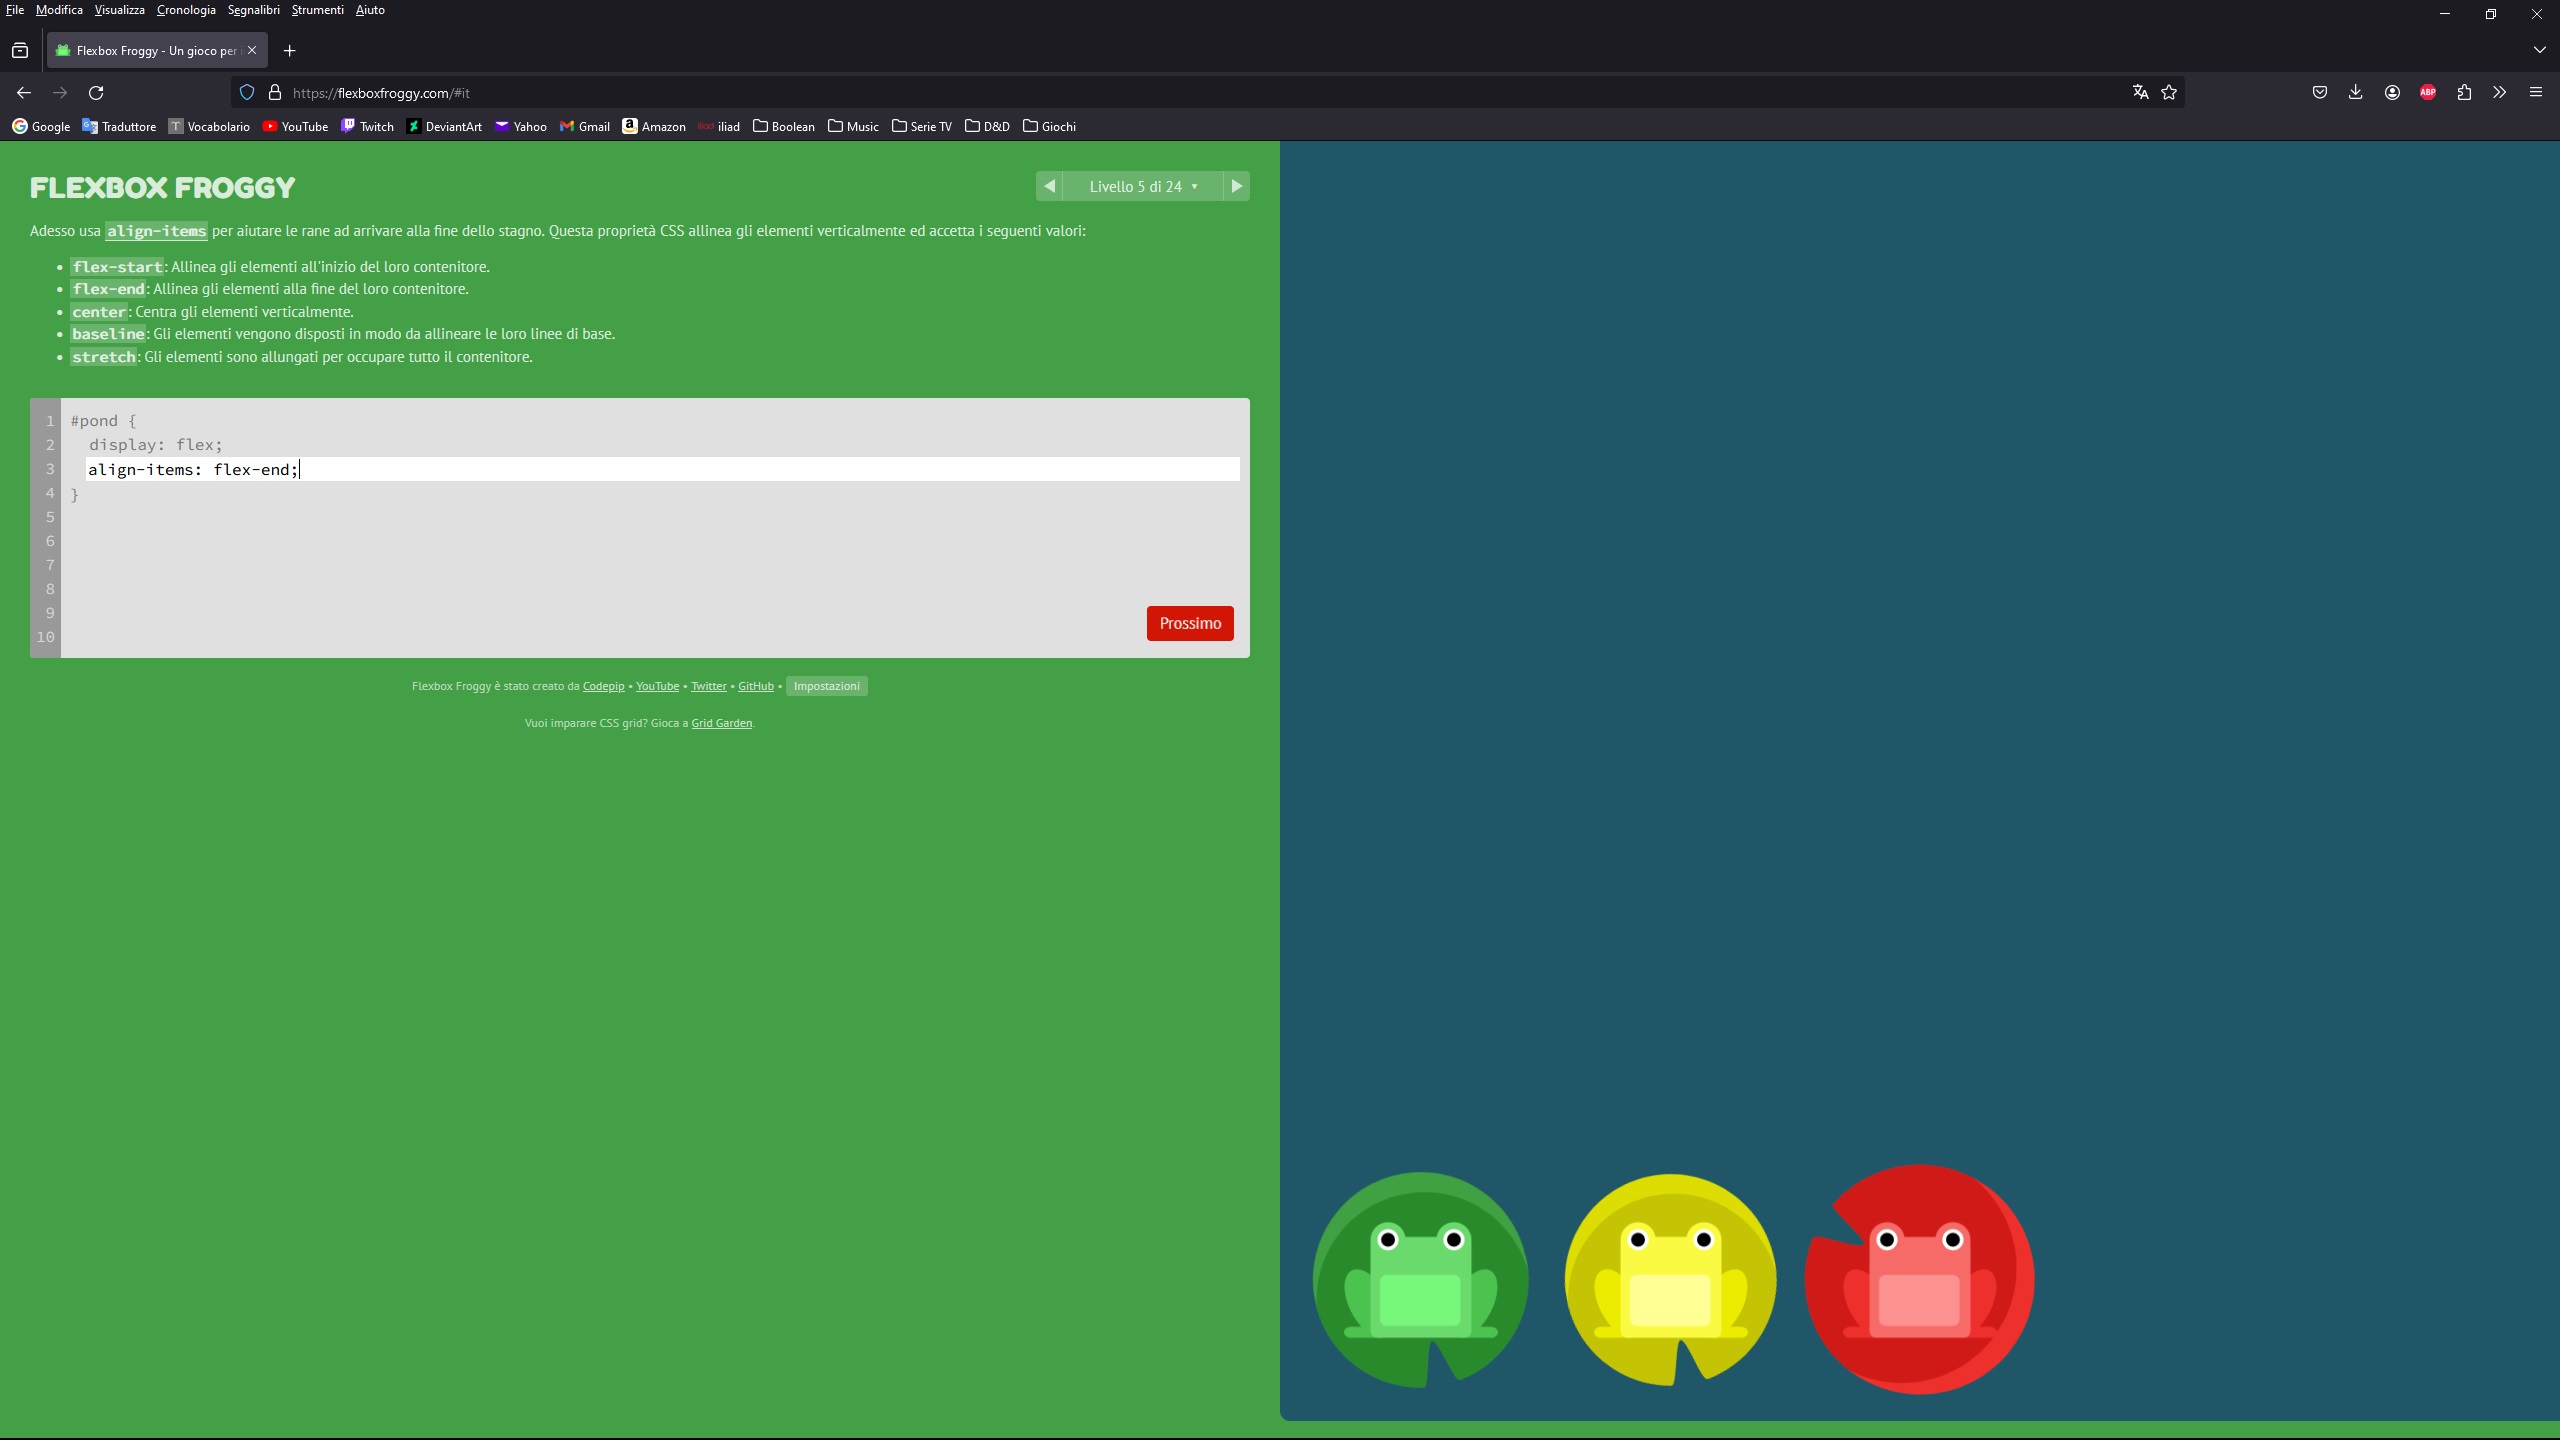 File Modifica Visualizza Cronologia Segnalibri Strumenti Aiuto
Flexbox Froggy - Un gioco per i
https://flexboxfroggy.com/#it
ABP
Google Traduttore T Vocabolario YouTube Twitch DeviantArt Yahoo Gmail Amazon iliad iliad Boolean Music Serie TV D&D Giochi
FLEXBOX FROGGY
Livello 5 di 24 ▼
Adesso usa align-items per aiutare le rane ad arrivare alla fine dello stagno. Questa proprietà CSS allinea gli elementi verticalmente ed accetta i seguenti valori:
• flex-start: Allinea gli elementi all'inizio del loro contenitore.
• flex-end: Allinea gli elementi alla fine del loro contenitore.
• center: Centra gli elementi verticalmente.
• baseline: Gli elementi vengono disposti in modo da allineare le loro linee di base.
• stretch: Gli elementi sono allungati per occupare tutto il contenitore.
1 #pond {
2 display: flex;
3 align-items: flex-end;
4 }
5
6
7
8
9
10
Prossimo
Flexbox Froggy è stato creato da Codepip • YouTube • Twitter • GitHub • Impostazioni
Vuoi imparare CSS grid? Gioca a Grid Garden.